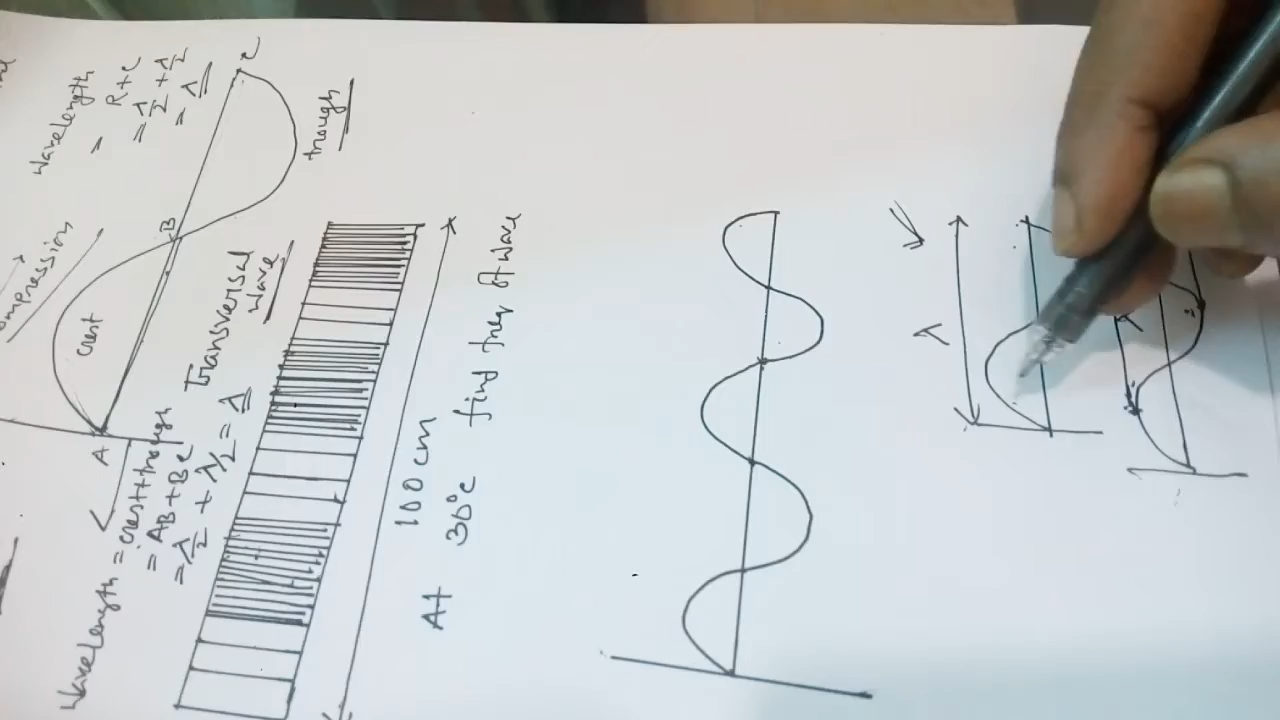 ompression
Wavelength
=
R+C
= λ/2 + λ/2
= λ
C
B
A
crest
trough
Wavelength = crest+trough
= AB+BC
= λ/2 + λ/2 = λ
Transversal
wave
100 cm
At 30°c find freq of wave
λ